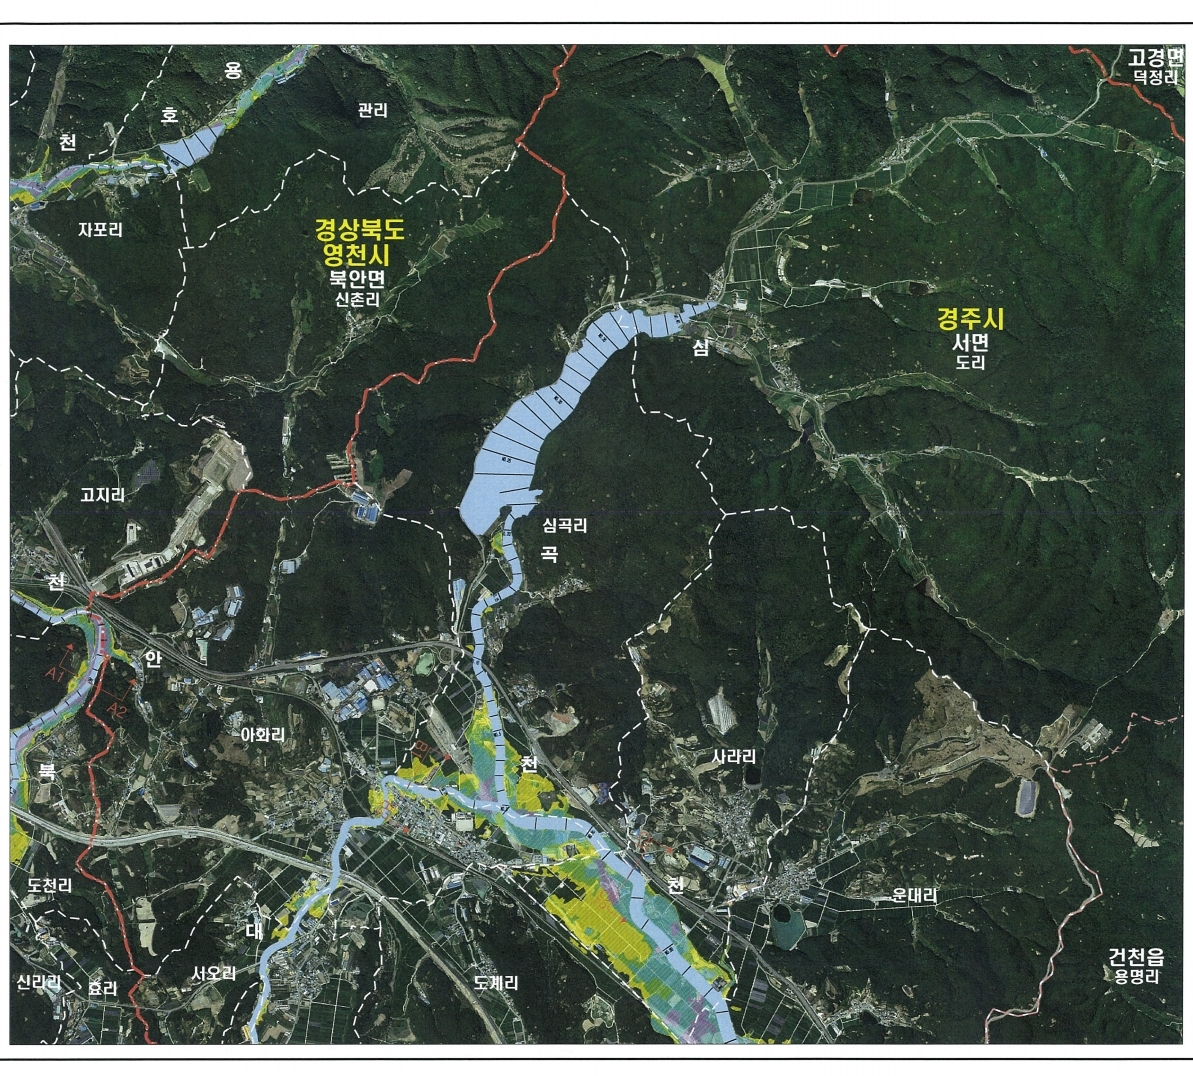 고경면
덕정리
용
관리
호
천
자포리
경상북도
영천시
북안면
신촌리
경주시
서면
도리
심
고지리
심곡리
곡
천
안
A1
A2
아화리
사라리
천
북
도천리
천
운대리
대
서오리
도계리
신리리
효리
건천읍
용명리